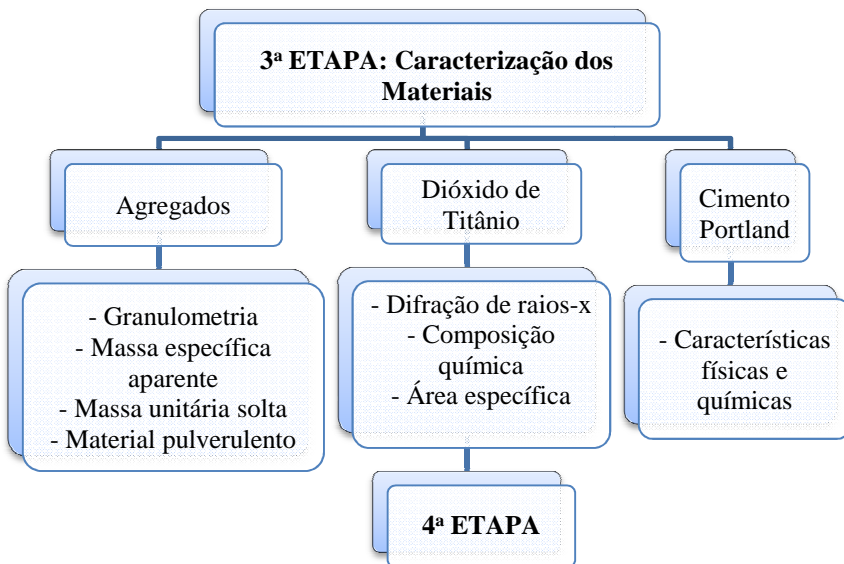 3ª ETAPA: Caracterização dos
Materiais
Agregados
Dióxido de
Titânio
Cimento
Portland
- Granulometria
- Massa específica
aparente
- Massa unitária solta
- Material pulverulento
- Difração de raios-x
- Composição
química
- Área específica
- Características
físicas e
químicas
4ª ETAPA